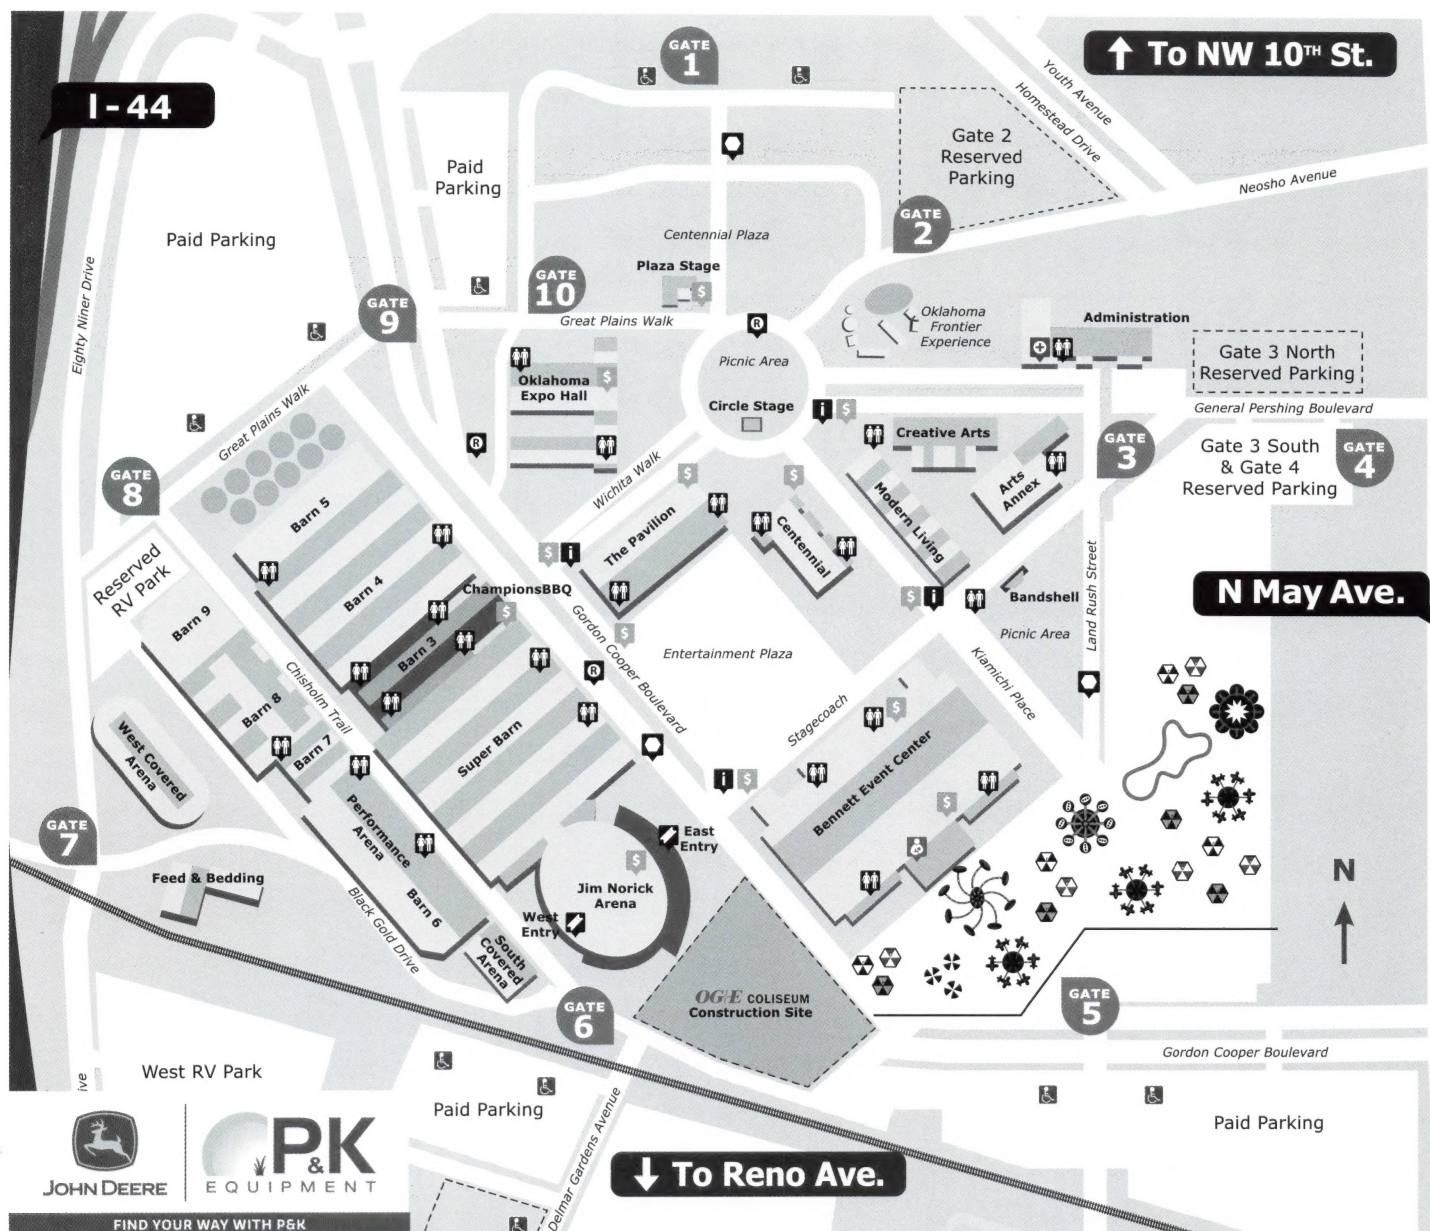 GATE
1
↑ To NW 10TH St.
Youth Avenue
Homestead Drive
I-44
Gate 2
Reserved
Parking
Paid
Parking
Neosho Avenue
GATE
2
Paid Parking
Centennial Plaza
Plaza Stage
$
GATE
10
Eighty Niner Drive
GATE
9
Great Plains Walk
R
Oklahoma
Frontier
Experience
Administration
Picnic Area
Gate 3 North
Reserved Parking
Oklahoma
Expo Hall
$
Circle Stage
i
$
General Pershing Boulevard
Great Plains Walk
R
Creative Arts
GATE
3
Gate 3 South
& Gate 4
Reserved Parking
GATE
4
GATE
8
Wichita Walk
$
$
Arts
Annex
Modern Living
Barn 5
The Pavilion
Centennial
Reserved
RV Park
Barn 4
$
i
ChampionsBBQ
$
Land Rush Street
N May Ave.
Bandshell
$
i
Barn 9
Barn 3
Gordon Cooper Boulevard
$
Picnic Area
Entertainment Plaza
R
Kiamichi Place
Chisholm Trail
Barn 8
Stagecoach
$
West Covered
Arena
Barn 7
Super Barn
Bennett Event Center
i
$
Performance
Arena
$
GATE
7
East
Entry
$
Feed & Bedding
Jim Norick
Arena
N
Barn 6
West
Entry
Black Gold Drive
South
Covered
Arena
OG+E COLISEUM
Construction Site
GATE
5
GATE
6
Gordon Cooper Boulevard
West RV Park
ive
Paid Parking
Paid Parking
Delmar Gardens Avenue
↓ To Reno Ave.
JOHN DEERE
P&K
EQUIPMENT
FIND YOUR WAY WITH P&K